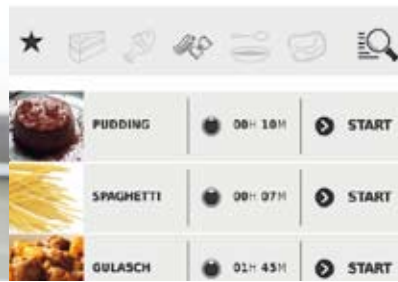 PUDDING 00H 10M START
SPAGHETTI 00H 07M START
GULASCH 01H 45M START